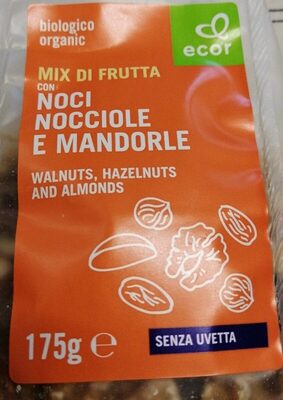 biologico
organic
ecor
MIX DI FRUTTA
CON
NOCI
NOCCIOLE
E MANDORLE
WALNUTS, HAZELNUTS
AND ALMONDS
175g ℮
SENZA UVETTA